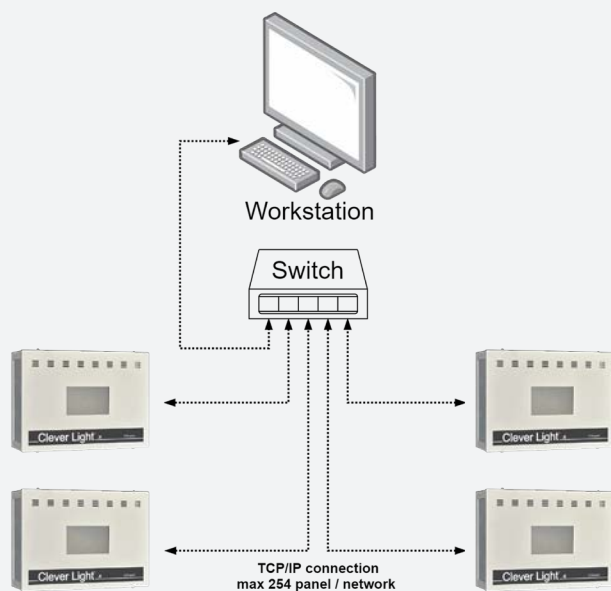 Workstation
Switch
Clever Light
Clever Light
Clever Light
Clever Light
TCP/IP connection
max 254 panel / network